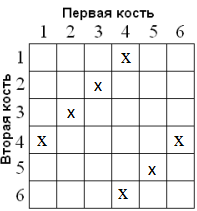 Первая кость
1 2 3 4 5 6
Вторая кость
1 x
2 x
3 x
4 x x
5 x
6 x